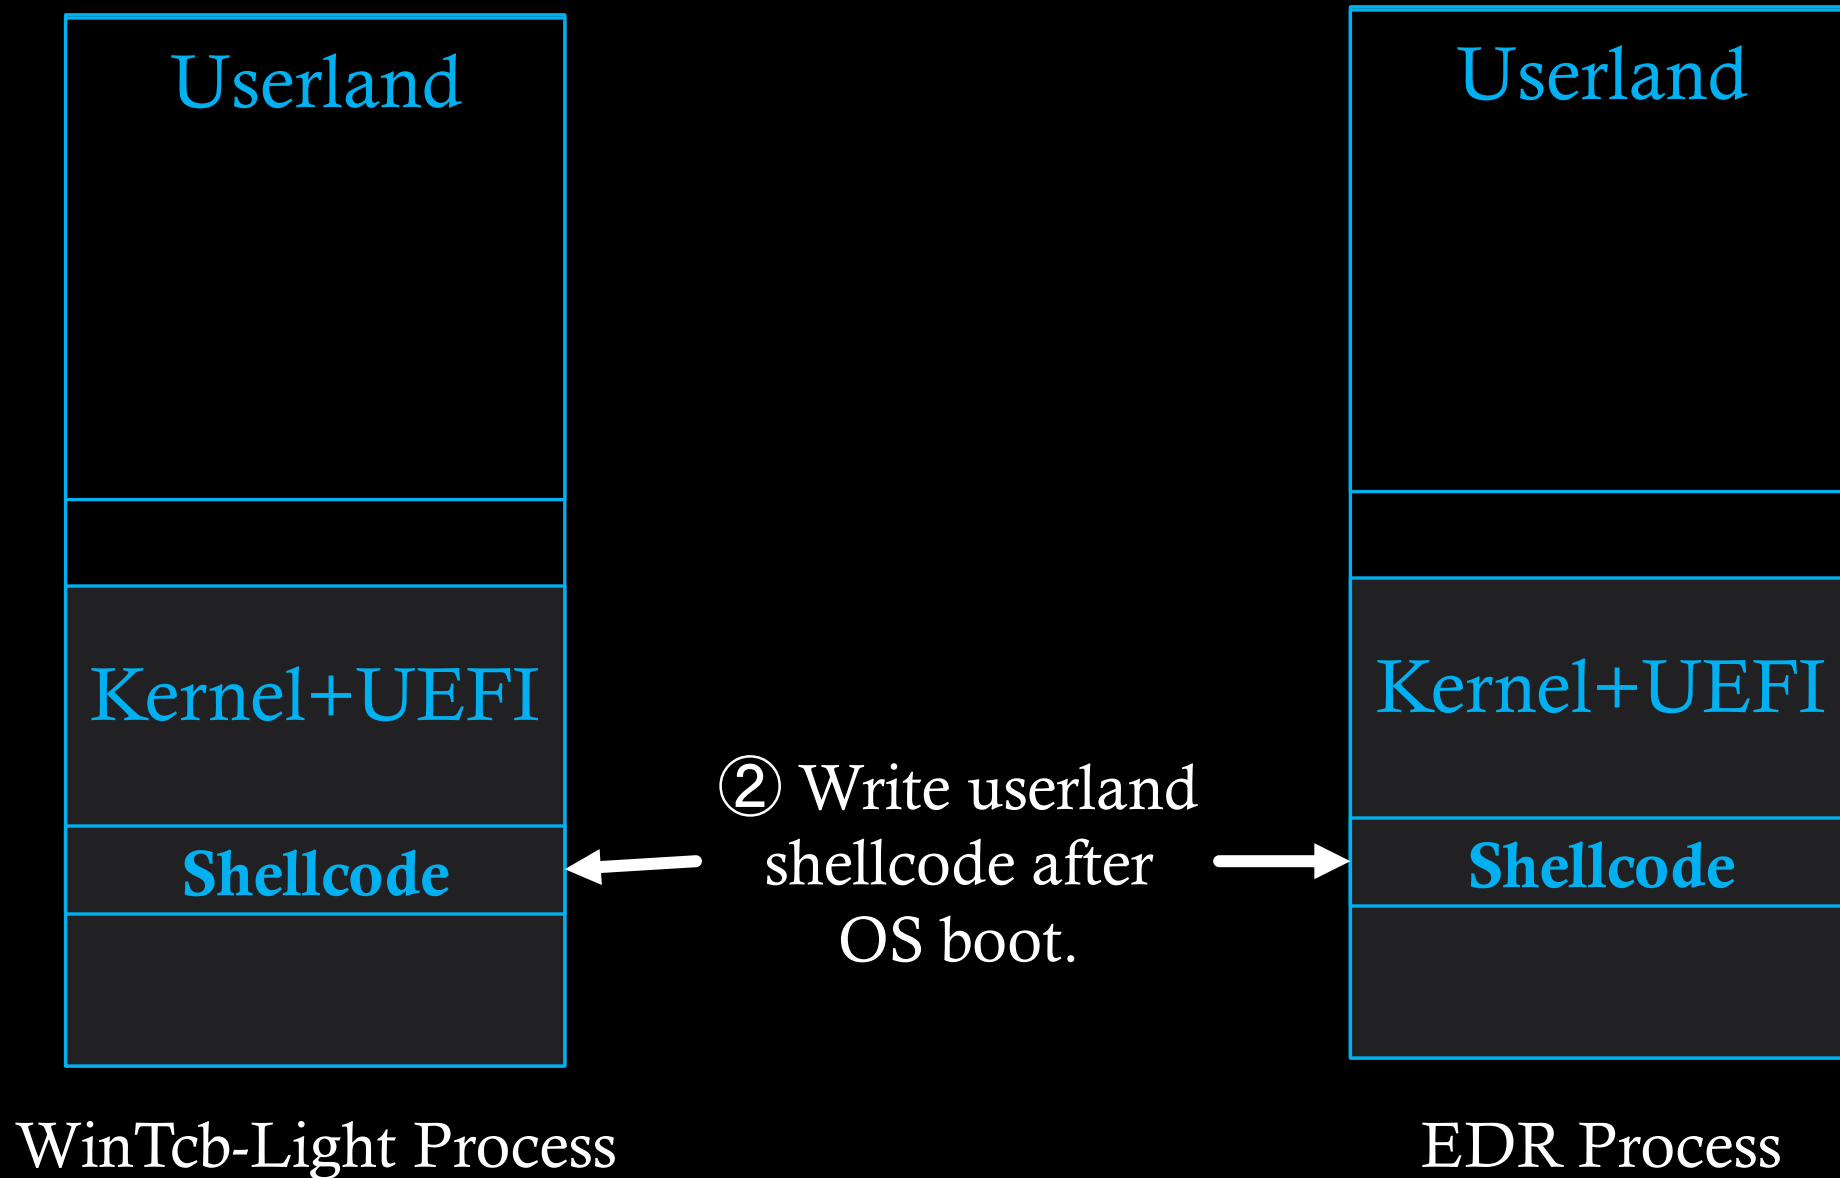 Userland
Kernel+UEFI
Shellcode
WinTcb-Light Process
② Write userland
shellcode after
OS boot.
Userland
Kernel+UEFI
Shellcode
EDR Process